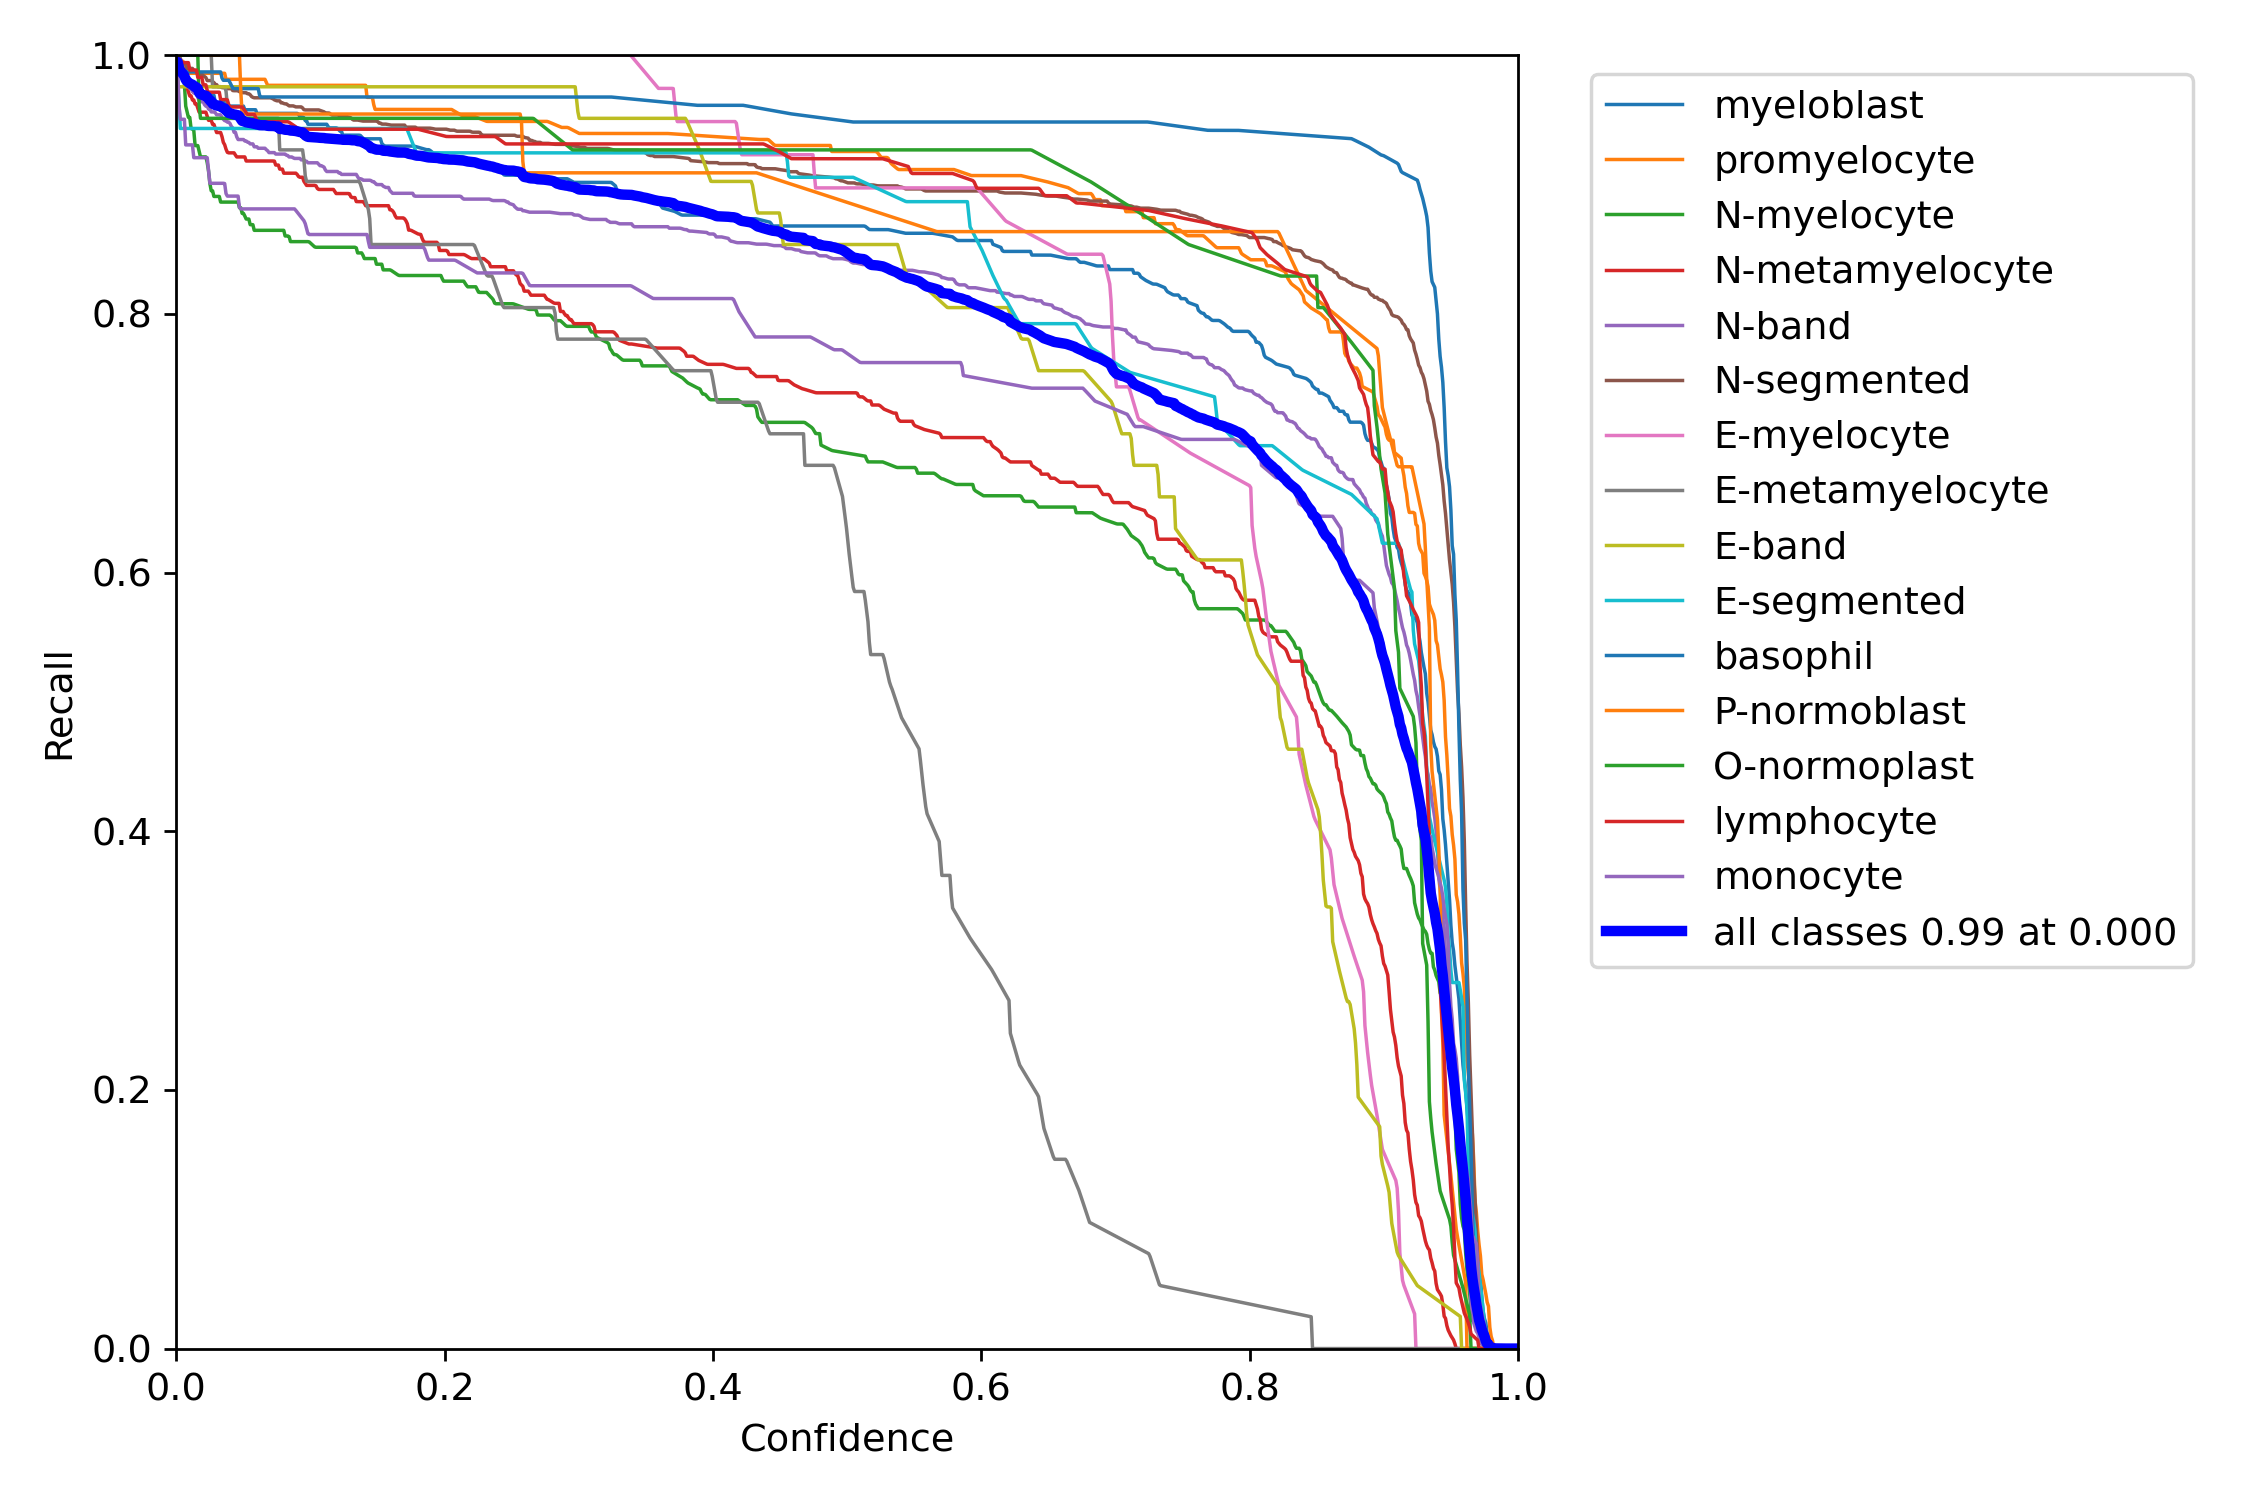 1.0
0.8
0.6
0.4
0.2
0.0
Recall
0.0 0.2 0.4 0.6 0.8 1.0
Confidence
myeloblast
promyelocyte
N-myelocyte
N-metamyelocyte
N-band
N-segmented
E-myelocyte
E-metamyelocyte
E-band
E-segmented
basophil
P-normoblast
O-normoplast
lymphocyte
monocyte
all classes 0.99 at 0.000